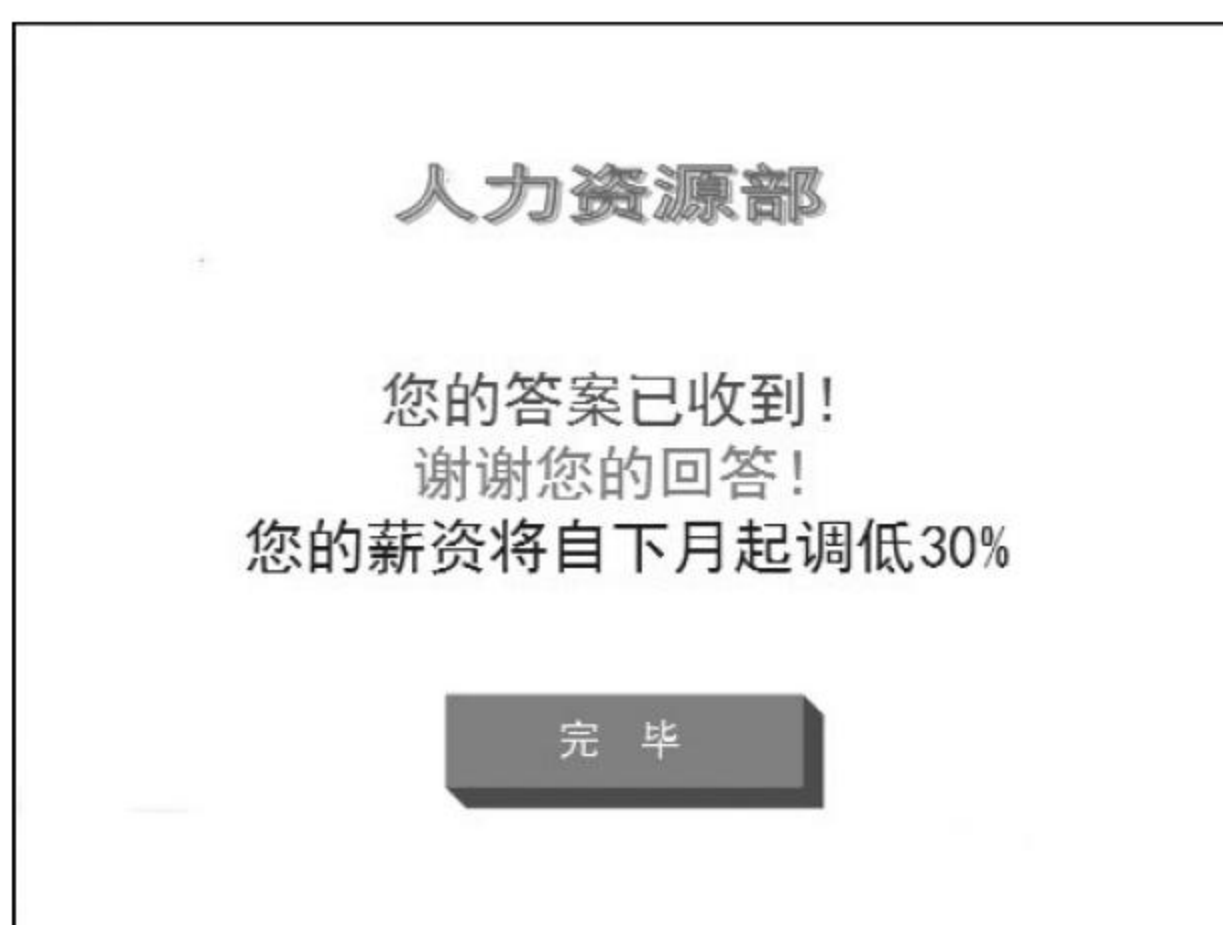 人力资源部
您的答案已收到！
谢谢您的回答！
您的薪资将自下月起调低30%
完 毕